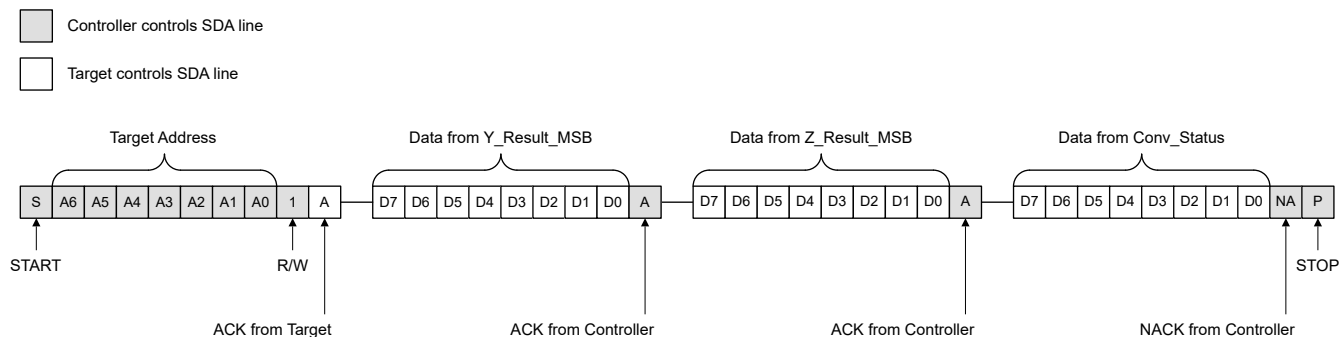 Controller controls SDA line
Target controls SDA line
Target Address Data from Y_Result_MSB Data from Z_Result_MSB Data from Conv_Status
S A6 A5 A4 A3 A2 A1 A0 1 A D7 D6 D5 D4 D3 D2 D1 D0 A D7 D6 D5 D4 D3 D2 D1 D0 A D7 D6 D5 D4 D3 D2 D1 D0 NA P
START R/W STOP
ACK from Target ACK from Controller ACK from Controller NACK from Controller